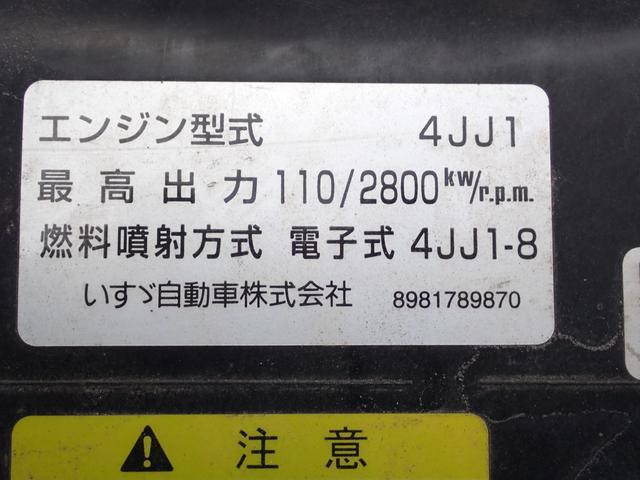 エンジン型式 4JJ1
最高出力 110/2800kW/r.p.m.
燃料噴射方式 電子式 4JJ1-8
いすゞ自動車株式会社 8981789870
注意